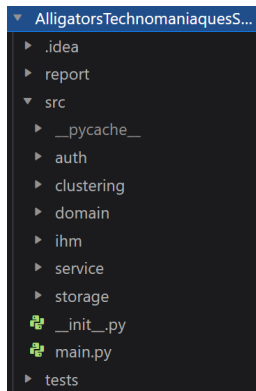 AlligatorsTechnomaniaquesS...
.idea
report
src
__pycache__
auth
clustering
domain
ihm
service
storage
__init__.py
main.py
tests